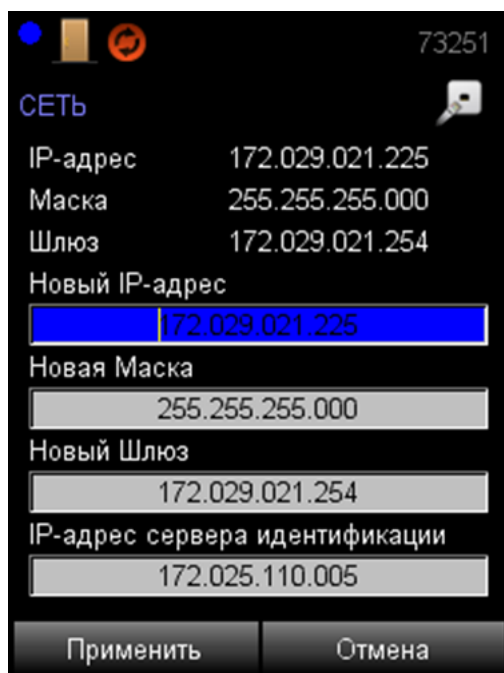 73251
СЕТЬ
IP-адрес 172.029.021.225
Маска 255.255.255.000
Шлюз 172.029.021.254
Новый IP-адрес
172.029.021.225
Новая Маска
255.255.255.000
Новый Шлюз
172.029.021.254
IP-адрес сервера идентификации
172.025.110.005
Применить Отмена